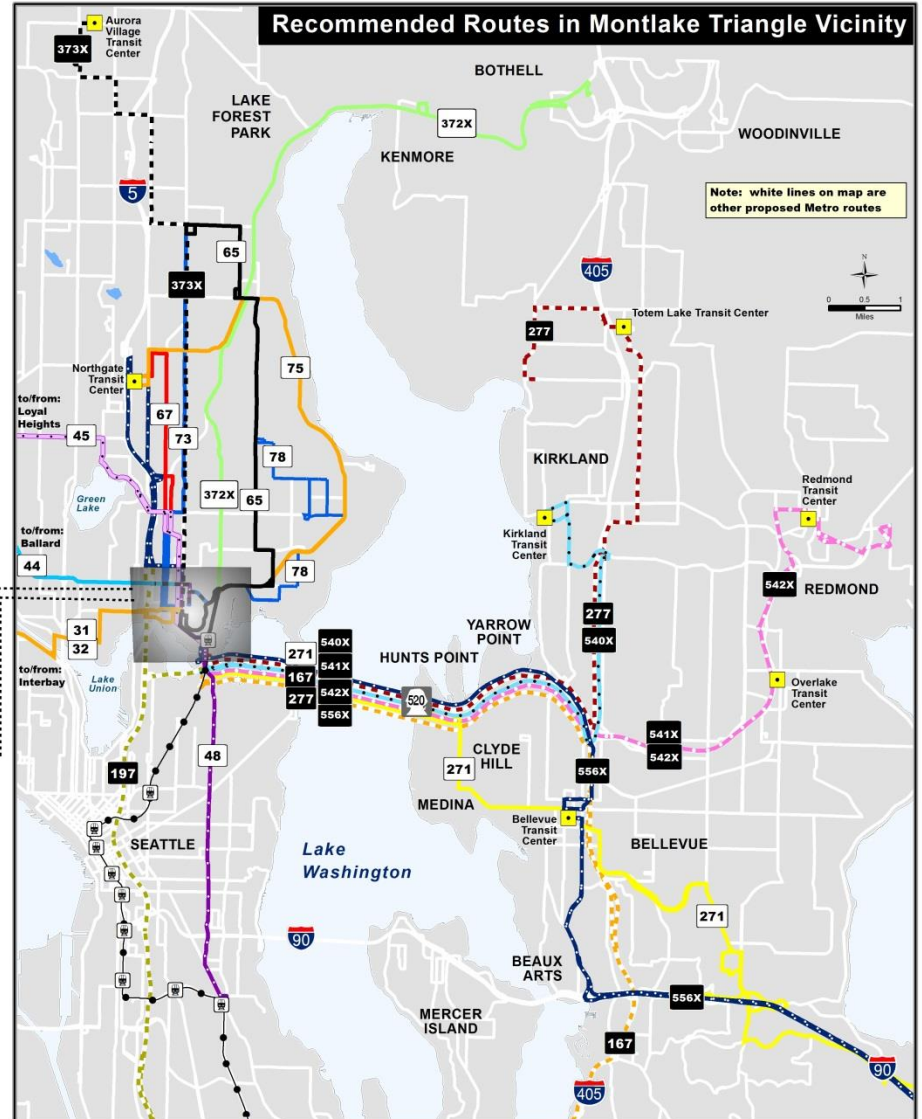 Recommended Routes in Montlake Triangle Vicinity
Aurora
Village
Transit
Center
373X
BOTHELL
LAKE
FOREST
PARK
372X
KENMORE
WOODINVILLE
5
Note: white lines on map are
other proposed Metro routes
65
405
N
373X
0 0.5 1
Miles
277
Totem Lake Transit Center
Northgate
Transit
Center
75
to/from:
Loyal
Heights
67
45
73
78
KIRKLAND
Redmond
Transit
Center
Green
Lake
372X
65
Kirkland
Transit
Center
to/from:
Ballard
44
78
542X
REDMOND
277
540X
31
32
YARROW
POINT
HUNTS POINT
271
540X
167
541X
277
542X
556X
520
to/from:
Interbay
Lake
Union
Overlake
Transit
Center
541X
542X
48
CLYDE
HILL
271
556X
197
MEDINA
Bellevue
Transit
Center
SEATTLE
BELLEVUE
Lake
Washington
271
90
BEAUX
ARTS
556X
MERCER
ISLAND
167
90
405